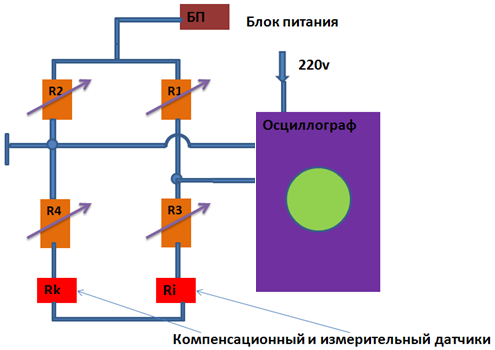 БП
Блок питания
220v
R2
R1
Осциллограф
R4
R3
Rk
Ri
Компенсационный и измерительный датчики